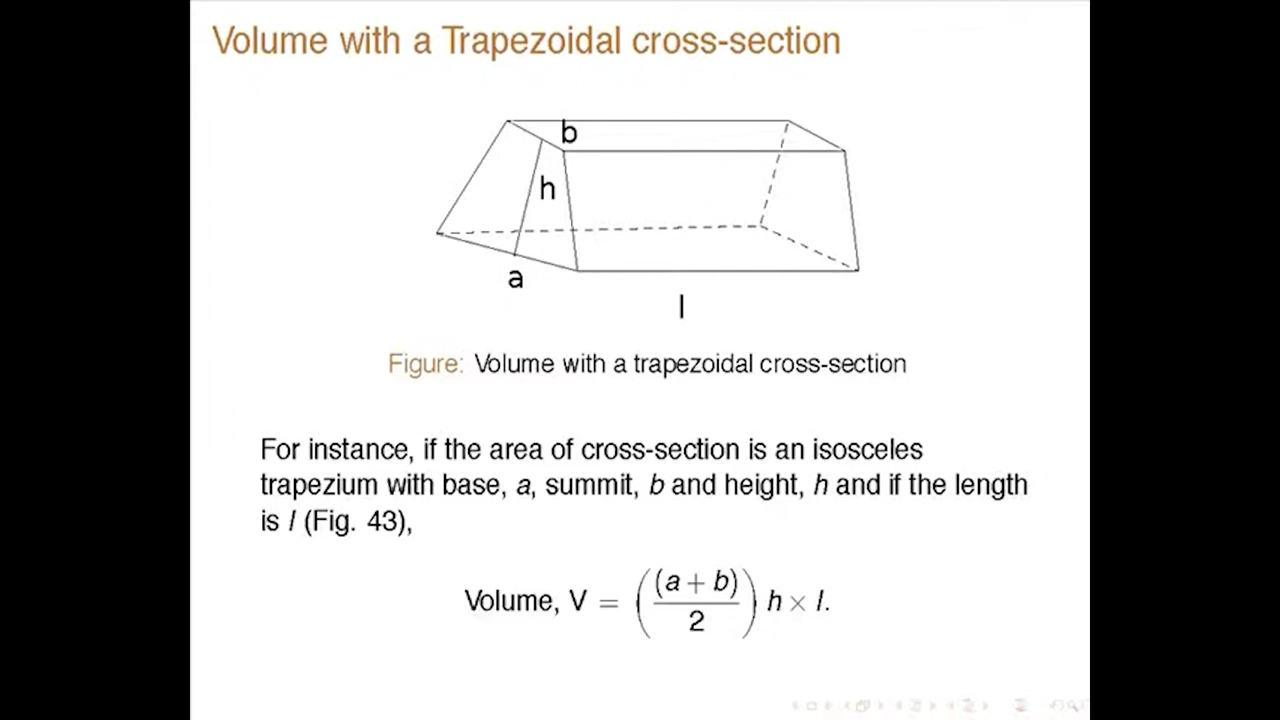 Volume with a Trapezoidal cross-section
b
h
a
l
Figure: Volume with a trapezoidal cross-section
For instance, if the area of cross-section is an isosceles
trapezium with base, a, summit, b and height, h and if the length
is l (Fig. 43),
Volume, V = ((a + b)/2) h × l.